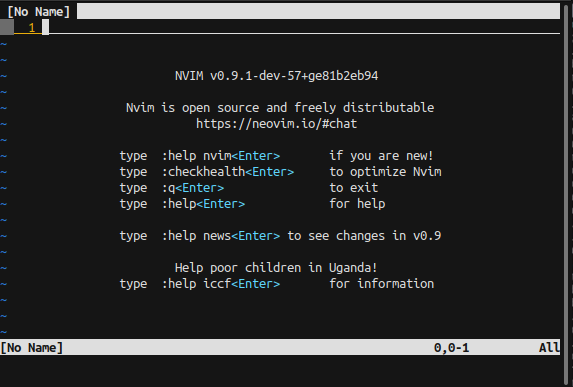 [No Name]
1
~
~
~ NVIM v0.9.1-dev-57+ge81b2eb94
~
~ Nvim is open source and freely distributable
~ https://neovim.io/#chat
~
~ type :help nvim<Enter> if you are new!
~ type :checkhealth<Enter> to optimize Nvim
~ type :q<Enter> to exit
~ type :help<Enter> for help
~
~ type :help news<Enter> to see changes in v0.9
~
~ Help poor children in Uganda!
~ type :help iccf<Enter> for information
~
~
~
[No Name] 0,0-1 All